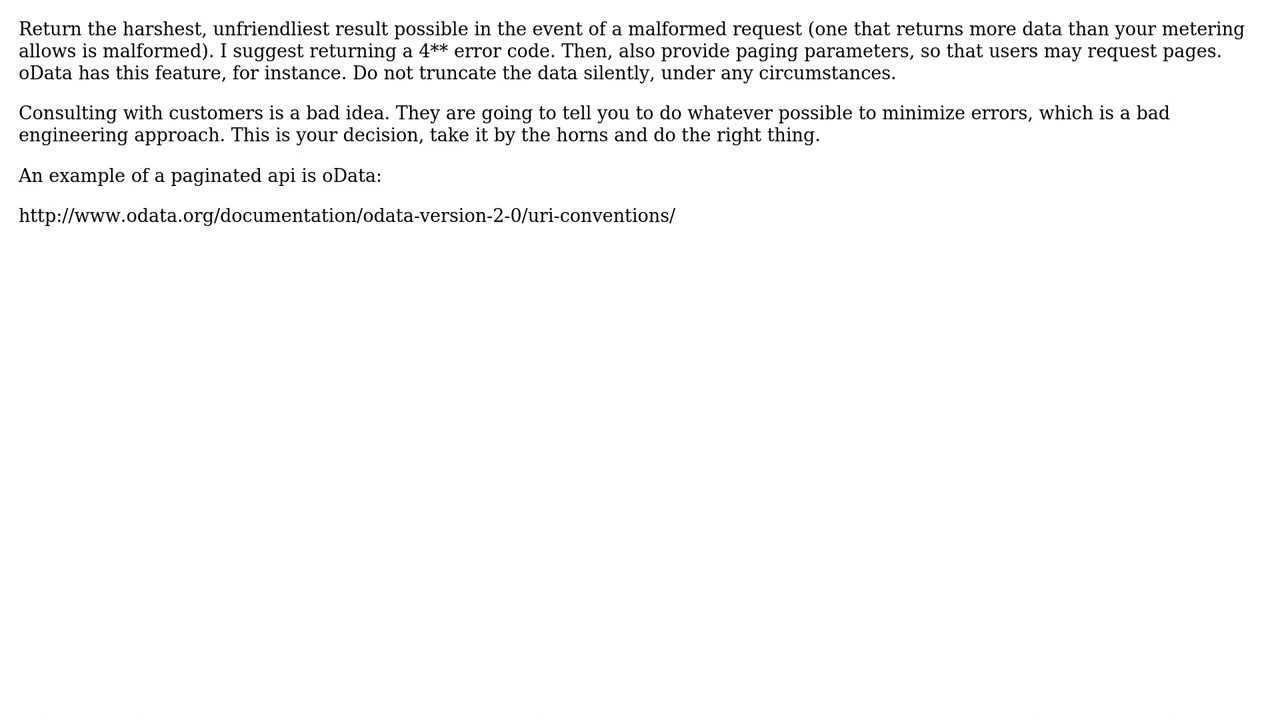 Return the harshest, unfriendliest result possible in the event of a malformed request (one that returns more data than your metering
allows is malformed). I suggest returning a 4** error code. Then, also provide paging parameters, so that users may request pages.
oData has this feature, for instance. Do not truncate the data silently, under any circumstances.
Consulting with customers is a bad idea. They are going to tell you to do whatever possible to minimize errors, which is a bad
engineering approach. This is your decision, take it by the horns and do the right thing.
An example of a paginated api is oData:
http://www.odata.org/documentation/odata-version-2-0/uri-conventions/